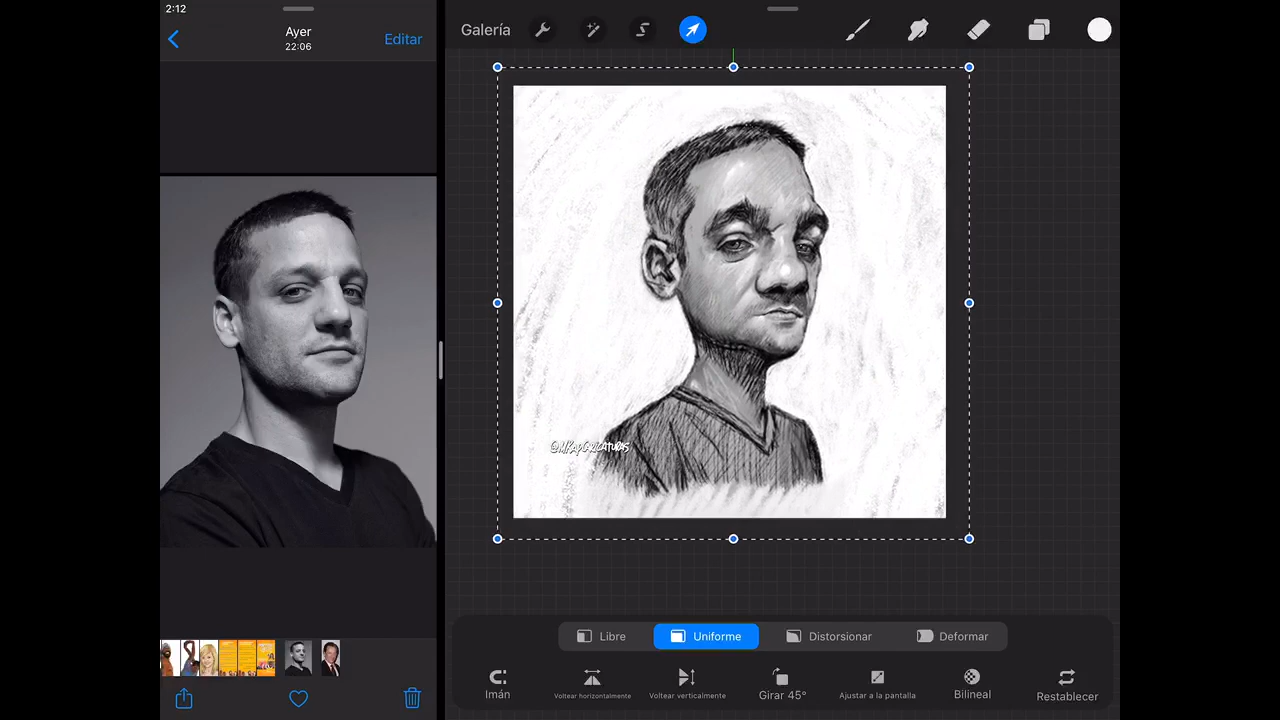 2:12
Ayer
22:06
Editar
Galería
@MRAYCARICATURAS
Libre
Uniforme
Distorsionar
Deformar
Imán
Voltear horizontalmente
Voltear verticalmente
Girar 45°
Ajustar a la pantalla
Bilineal
Restablecer